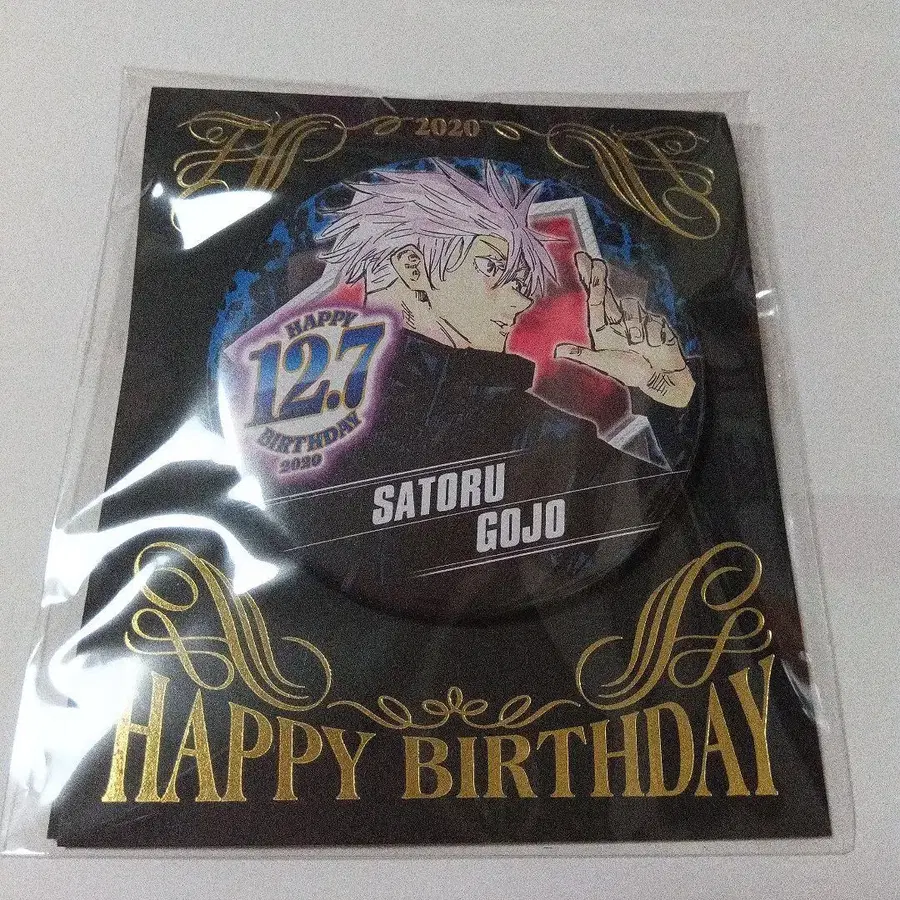 2020
HAPPY
12.7
BIRTHDAY
2020
SATORU
GOJO
HAPPY BIRTHDAY